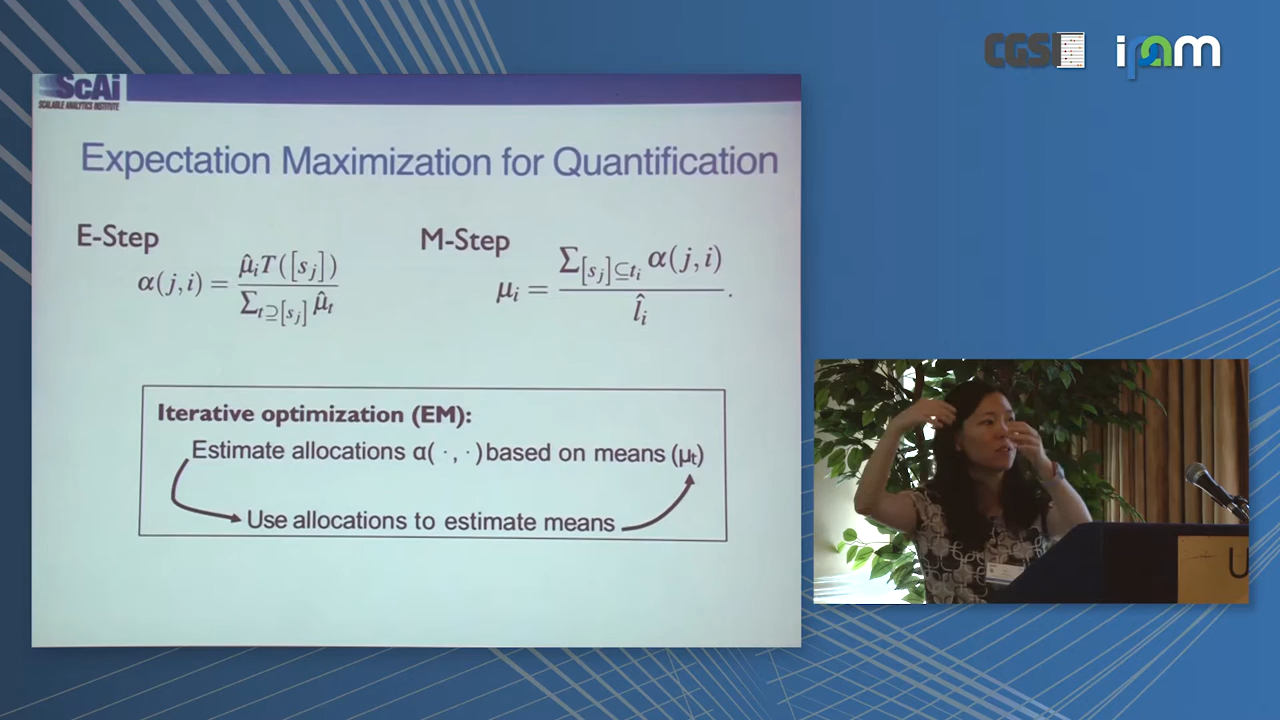 CGSI
ipam
ScAi
SCALABLE ANALYTICS INSTITUTE
Expectation Maximization for Quantification
E-Step
α(j,i) = μ̂ᵢT([sⱼ]) / Σ_{t⊇[sⱼ]} μ̂ₜ
M-Step
μᵢ = Σ_{[sⱼ]⊆tᵢ} α(j,i) / l̂ᵢ .
Iterative optimization (EM):
Estimate allocations α( · , · ) based on means (μₜ)
Use allocations to estimate means
U